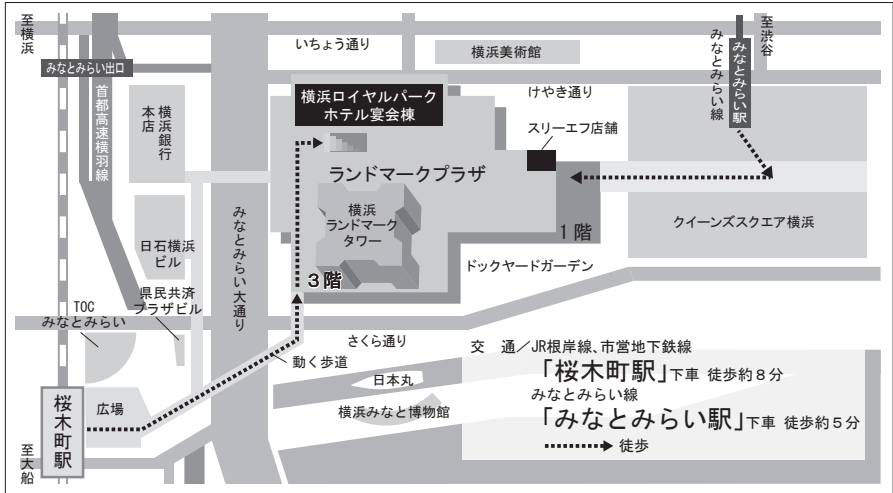 至横浜
いちょう通り
横浜美術館
みなとみらい線
みなとみらい駅
至渋谷
みなとみらい出口
首都高速横羽線
横浜銀行
本店
横浜ロイヤルパーク
ホテル宴会棟
けやき通り
スリーエフ店舗
ランドマークプラザ
横浜
ランドマーク
タワー
みなとみらい大通り
日石横浜
ビル
1階
クイーンズスクエア横浜
3階
ドックヤードガーデン
県民共済
プラザビル
TOC
みなとみらい
さくら通り
動く歩道
日本丸
横浜みなと博物館
広場
桜木町駅
至大船
交 通／JR根岸線、市営地下鉄線
「桜木町駅」下車 徒歩約8分
みなとみらい線
「みなとみらい駅」下車 徒歩約5分
徒歩